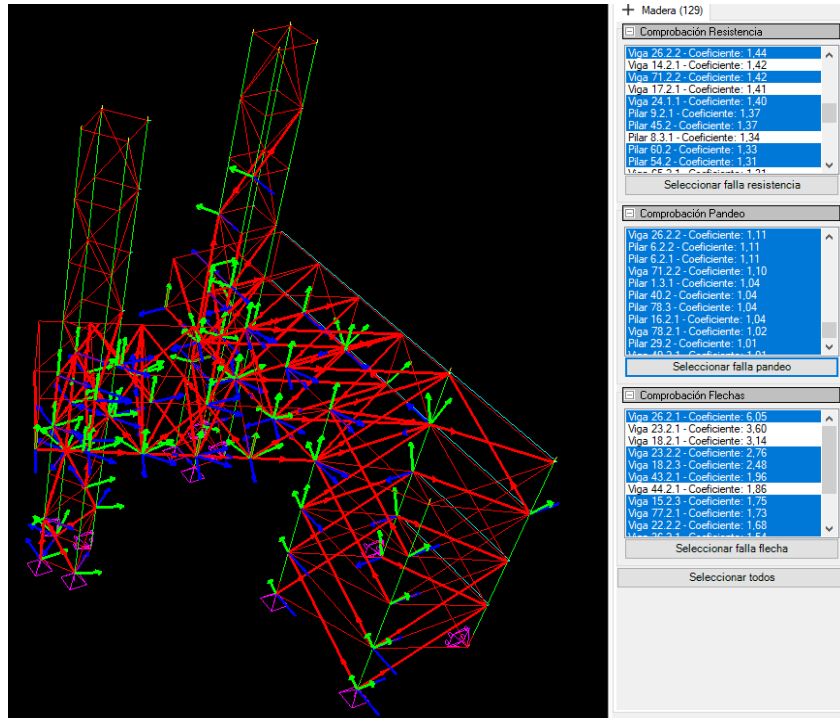 Madera (129)
Comprobación Resistencia
Viga 26.2.2 - Coeficiente: 1,44
Viga 14.2.1 - Coeficiente: 1,42
Viga 71.2.2 - Coeficiente: 1,42
Viga 17.2.1 - Coeficiente: 1,41
Viga 24.1.1 - Coeficiente: 1,40
Pilar 9.2.1 - Coeficiente: 1,37
Pilar 45.2 - Coeficiente: 1,37
Pilar 8.3.1 - Coeficiente: 1,34
Pilar 60.2 - Coeficiente: 1,33
Pilar 54.2 - Coeficiente: 1,31
Seleccionar falla resistencia
Comprobación Pandeo
Viga 26.2.2 - Coeficiente: 1,11
Pilar 6.2.2 - Coeficiente: 1,11
Pilar 6.2.1 - Coeficiente: 1,11
Viga 71.2.2 - Coeficiente: 1,10
Pilar 1.3.1 - Coeficiente: 1,04
Pilar 40.2 - Coeficiente: 1,04
Pilar 78.3 - Coeficiente: 1,04
Pilar 16.2.1 - Coeficiente: 1,04
Viga 78.2.1 - Coeficiente: 1,02
Pilar 29.2 - Coeficiente: 1,01
Seleccionar falla pandeo
Comprobación Flechas
Viga 26.2.1 - Coeficiente: 6,05
Viga 23.2.1 - Coeficiente: 3,60
Viga 18.2.1 - Coeficiente: 3,14
Viga 23.2.2 - Coeficiente: 2,76
Viga 18.2.3 - Coeficiente: 2,48
Viga 43.2.1 - Coeficiente: 1,96
Viga 44.2.1 - Coeficiente: 1,86
Viga 15.2.3 - Coeficiente: 1,75
Viga 77.2.1 - Coeficiente: 1,73
Viga 22.2.2 - Coeficiente: 1,68
Seleccionar falla flecha
Seleccionar todos